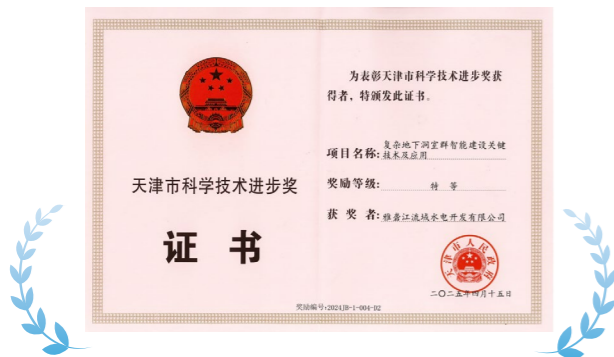 天津市科学技术进步奖
证 书
为表彰天津市科学技术进步奖获
得者、特颁发此证书。
项目名称:复杂地下洞室群智能建设关键
技术及应用
奖励等级: 特 等
获 奖 者:雅砻江流域水电开发有限公司
天津市人民政府
二〇二五年四月十五日
奖励编号:2024JB-1-004-D2